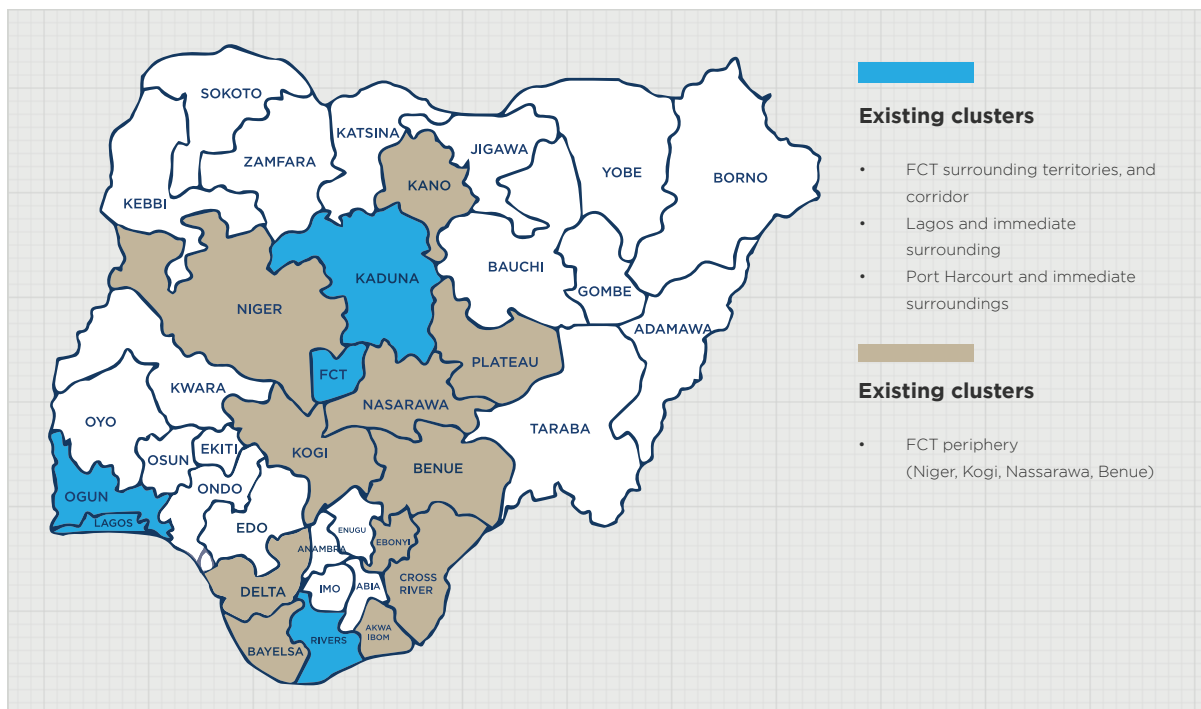 SOKOTO
KATSINA
JIGAWA
ZAMFARA
KANO
YOBE
BORNO
KEBBI
BAUCHI
KADUNA
GOMBE
NIGER
ADAMAWA
PLATEAU
FCT
KWARA
NASARAWA
OYO
TARABA
EKITI
OSUN
KOGI
BENUE
ONDO
OGUN
LAGOS
EDO
ENUGU
EBONYI
ANAMBRA
CROSS
RIVER
IMO
ABIA
DELTA
AKWA
IBOM
RIVERS
BAYELSA
Existing clusters
• FCT surrounding territories, and
corridor
• Lagos and immediate
surrounding
• Port Harcourt and immediate
surroundings
Existing clusters
• FCT periphery
(Niger, Kogi, Nassarawa, Benue)